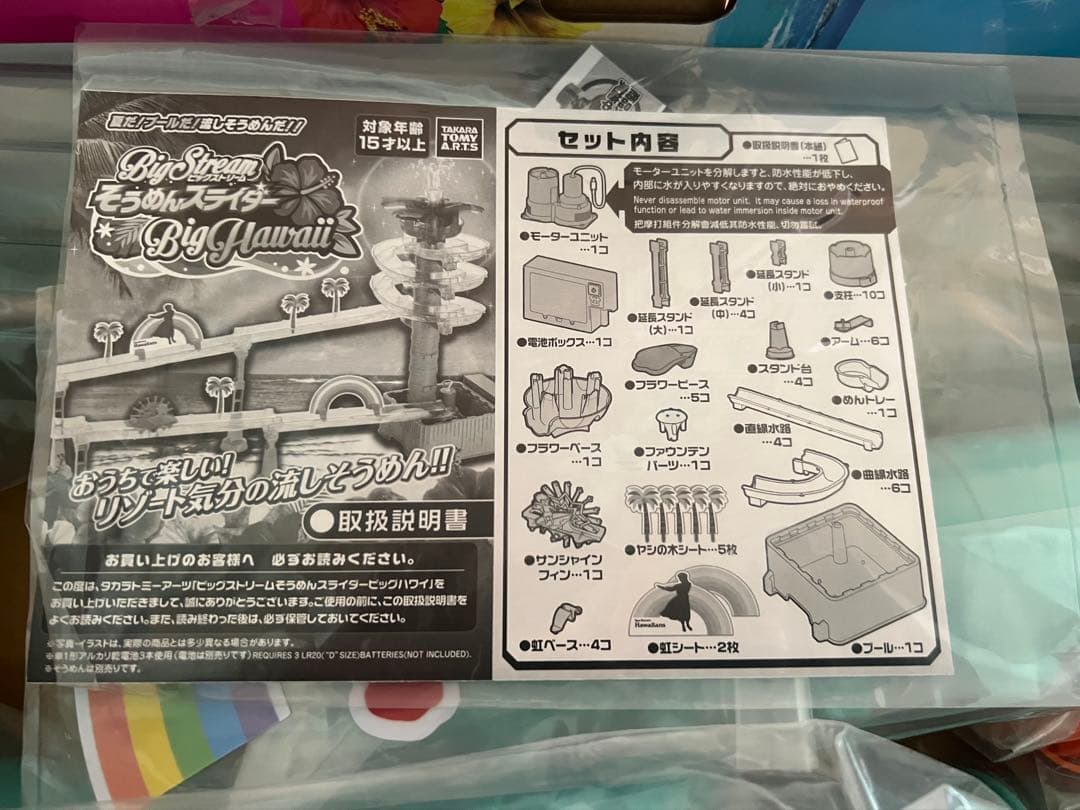 夏だ!プールだ!流しそうめんだ!!
対象年齢
15才以上
TAKARA
TOMY
A.R.T.S
Big Stream
ビッグストリーム
そうめんスライダー
Big Hawaii
おうちで楽しい!
リゾート気分の流しそうめん!!
●取扱説明書
お買い上げのお客様へ 必ずお読みください。
この度は、タカラトミーアーツ「ビッグストリームそうめんスライダービッグハワイ」を
お買い上げいただきまして、誠にありがとうございます。ご使用の前に、この取扱説明書を
よくお読みください。また、読み終わった後は、必ず保管しておいてください。
※写真・イラストは、実際の商品とは多少異なる場合があります。
※単1形アルカリ乾電池3本使用(電池は別売りです)REQUIRES 3 LR20("D"SIZE)BATTERIES(NOT INCLUDED).
※そうめんは別売りです。
セット内容
●取扱説明書(本紙)
…1枚
モーターユニットを分解しますと、防水性能が低下し、
内部に水が入りやすくなりますので、絶対におやめください。
Never disassemble motor unit. It may cause a loss in waterproof
function or lead to water immersion inside motor unit.
把摩打組件分解會減低其防水性能，切勿嘗試。
●モーターユニット
…1コ
●延長スタンド
(大)…1コ
●延長スタンド
(中)…4コ
●延長スタンド
(小)…1コ
●支柱…10コ
●電池ボックス…1コ
●フラワーピース
…5コ
●スタンド台
…4コ
●アーム…6コ
●めんトレー
…1コ
●フラワーベース
…1コ
●ファウンテン
パーツ…1コ
●直線水路
…4コ
●曲線水路
…6コ
●サンシャイン
フィン…1コ
●ヤシの木シート…5枚
●虹ベース…4コ
Hawaiians
●虹シート…2枚
●プール…1コ